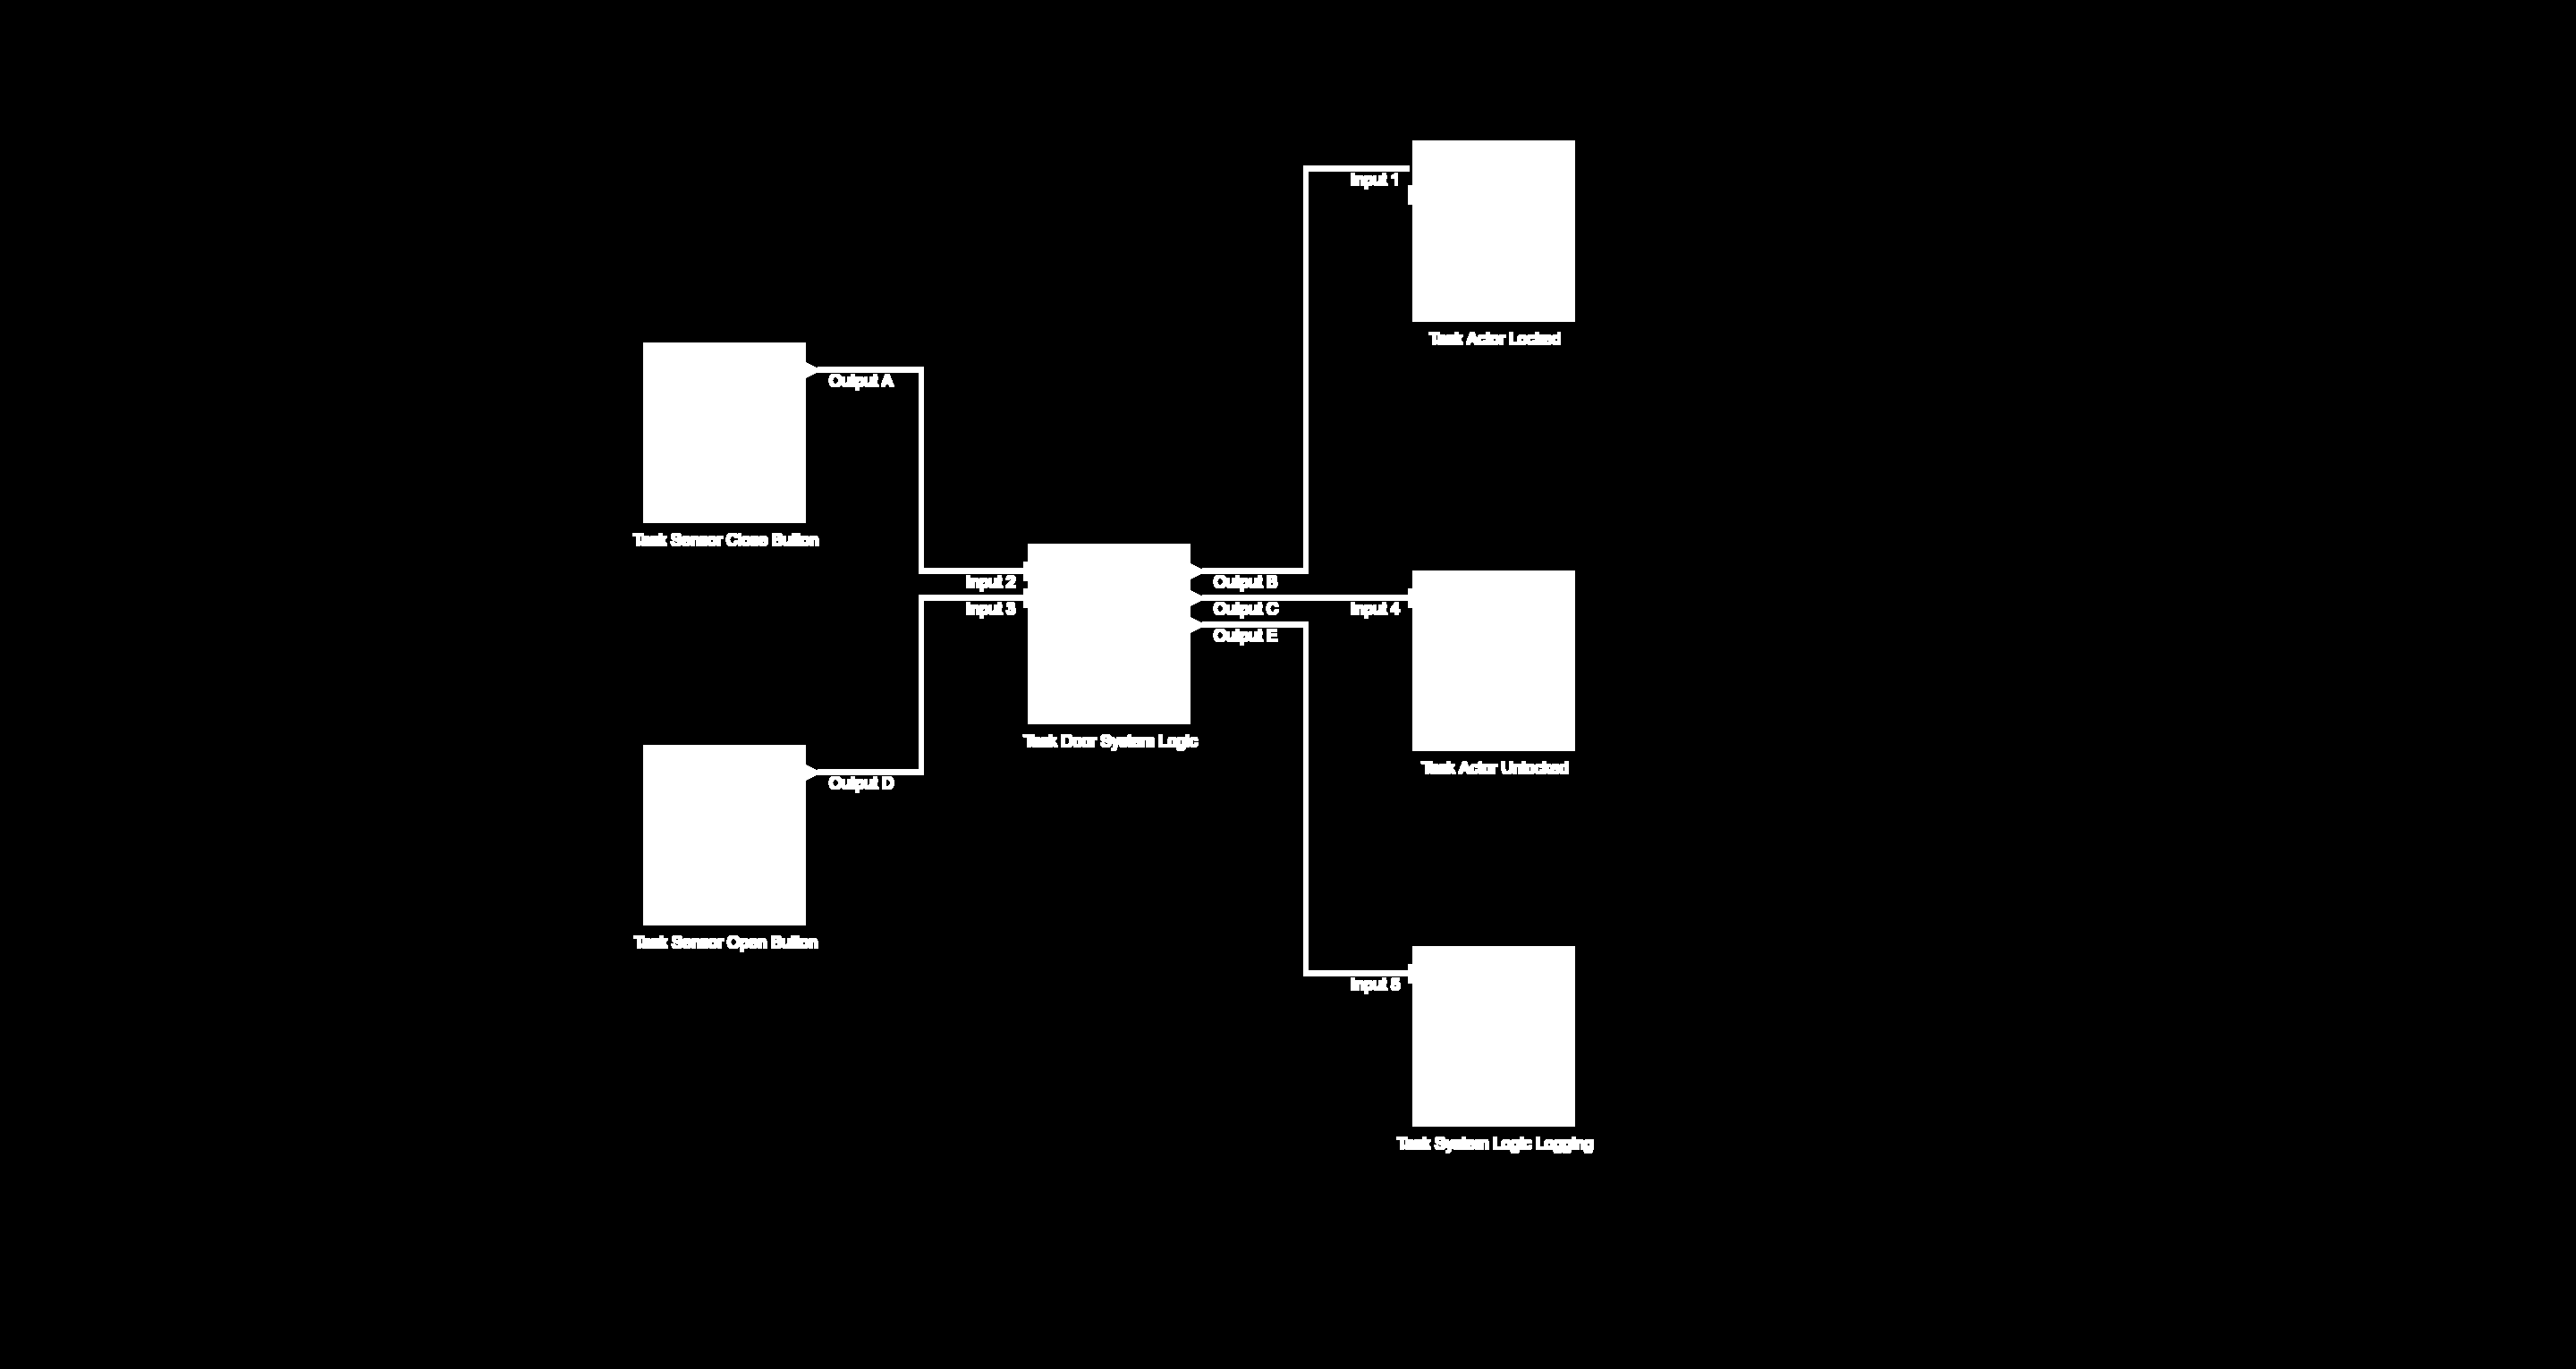 Input 1
Task Actor Locked
Output A
Task Sensor Close Button
Input 2
Output B
Input 3
Output C
Input 4
Output E
Task Door System Logic
Task Actor Unlocked
Output D
Task Sensor Open Button
Input 5
Task System Logic Logging